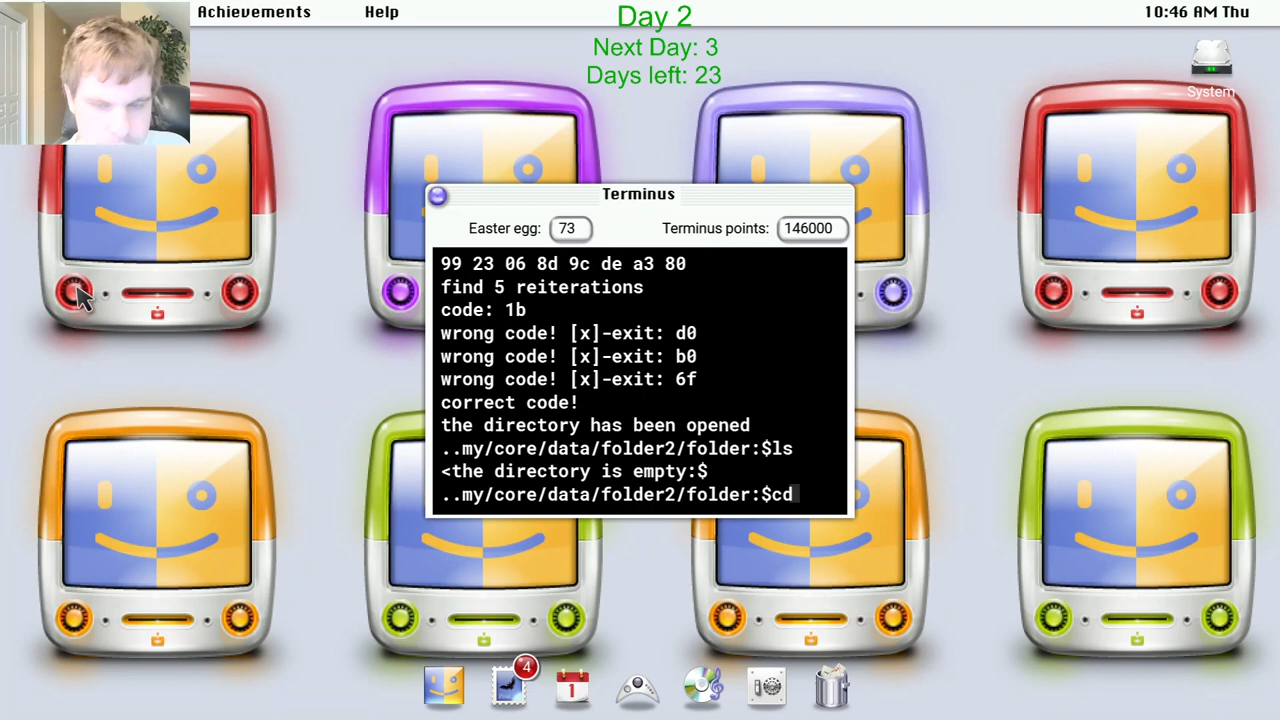 Achievements
Help
Day 2
Next Day: 3
Days left: 23
10:46 AM Thu
System
Terminus
Easter egg: 73
Terminus points: 146000
99 23 06 8d 9c de a3 80
find 5 reiterations
code: 1b
wrong code! [x]-exit: d0
wrong code! [x]-exit: b0
wrong code! [x]-exit: 6f
correct code!
the directory has been opened
..my/core/data/folder2/folder:$ls
<the directory is empty:$
..my/core/data/folder2/folder:$cd
4
1